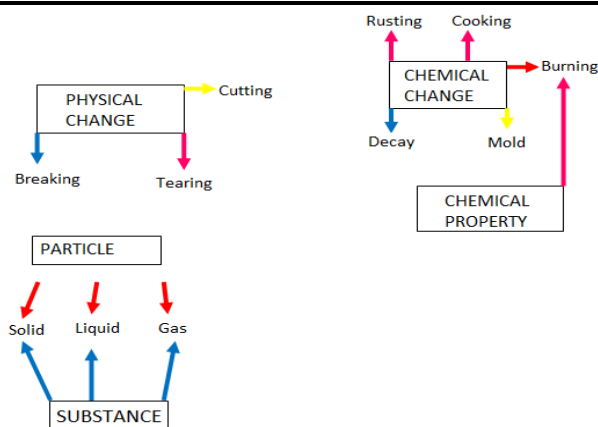 Rusting Cooking
CHEMICAL
CHANGE
Burning
Decay
Mold
PHYSICAL
CHANGE
Cutting
Breaking
Tearing
CHEMICAL
PROPERTY
PARTICLE
Solid Liquid Gas
SUBSTANCE